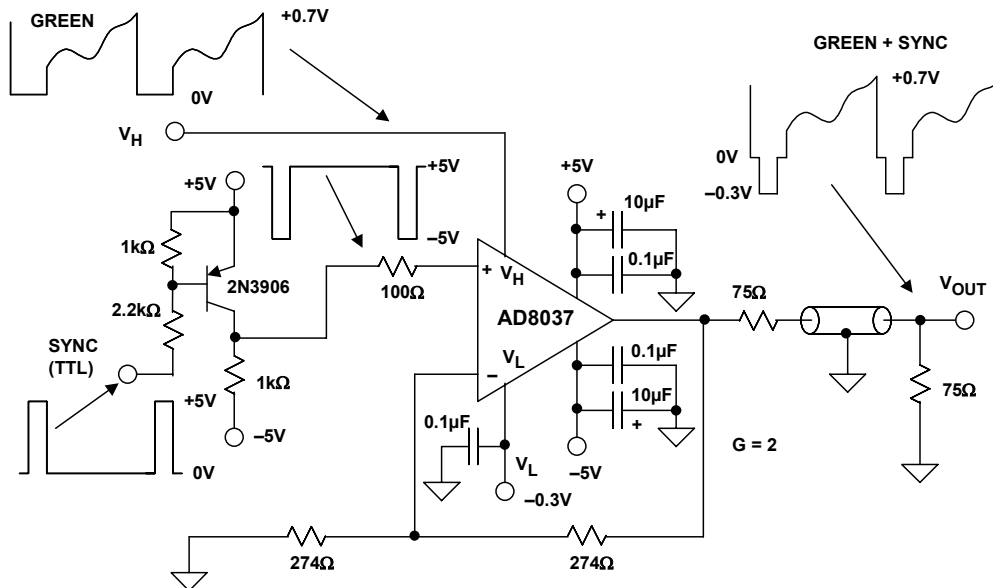 GREEN
+0.7V
0V
V_H
GREEN + SYNC
+0.7V
0V
–0.3V
+5V
+5V
–5V
1kΩ
2N3906
2.2kΩ
100Ω
SYNC
(TTL)
+5V
0V
1kΩ
–5V
+
V_H
AD8037
V_L
–
+5V
+
10µF
0.1µF
0.1µF
10µF
+
–5V
0.1µF
V_L
–0.3V
75Ω
V_OUT
75Ω
G = 2
274Ω
274Ω